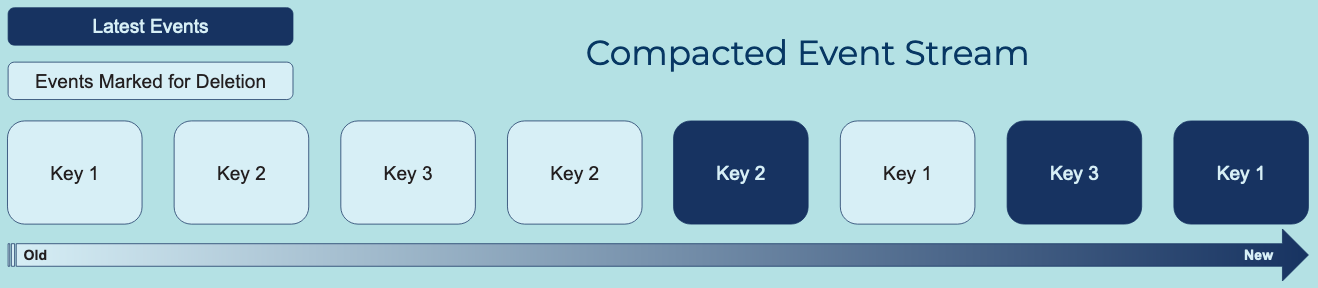 Latest Events
Compacted Event Stream
Events Marked for Deletion
Key 1
Key 2
Key 3
Key 2
Key 2
Key 1
Key 3
Key 1
Old
New